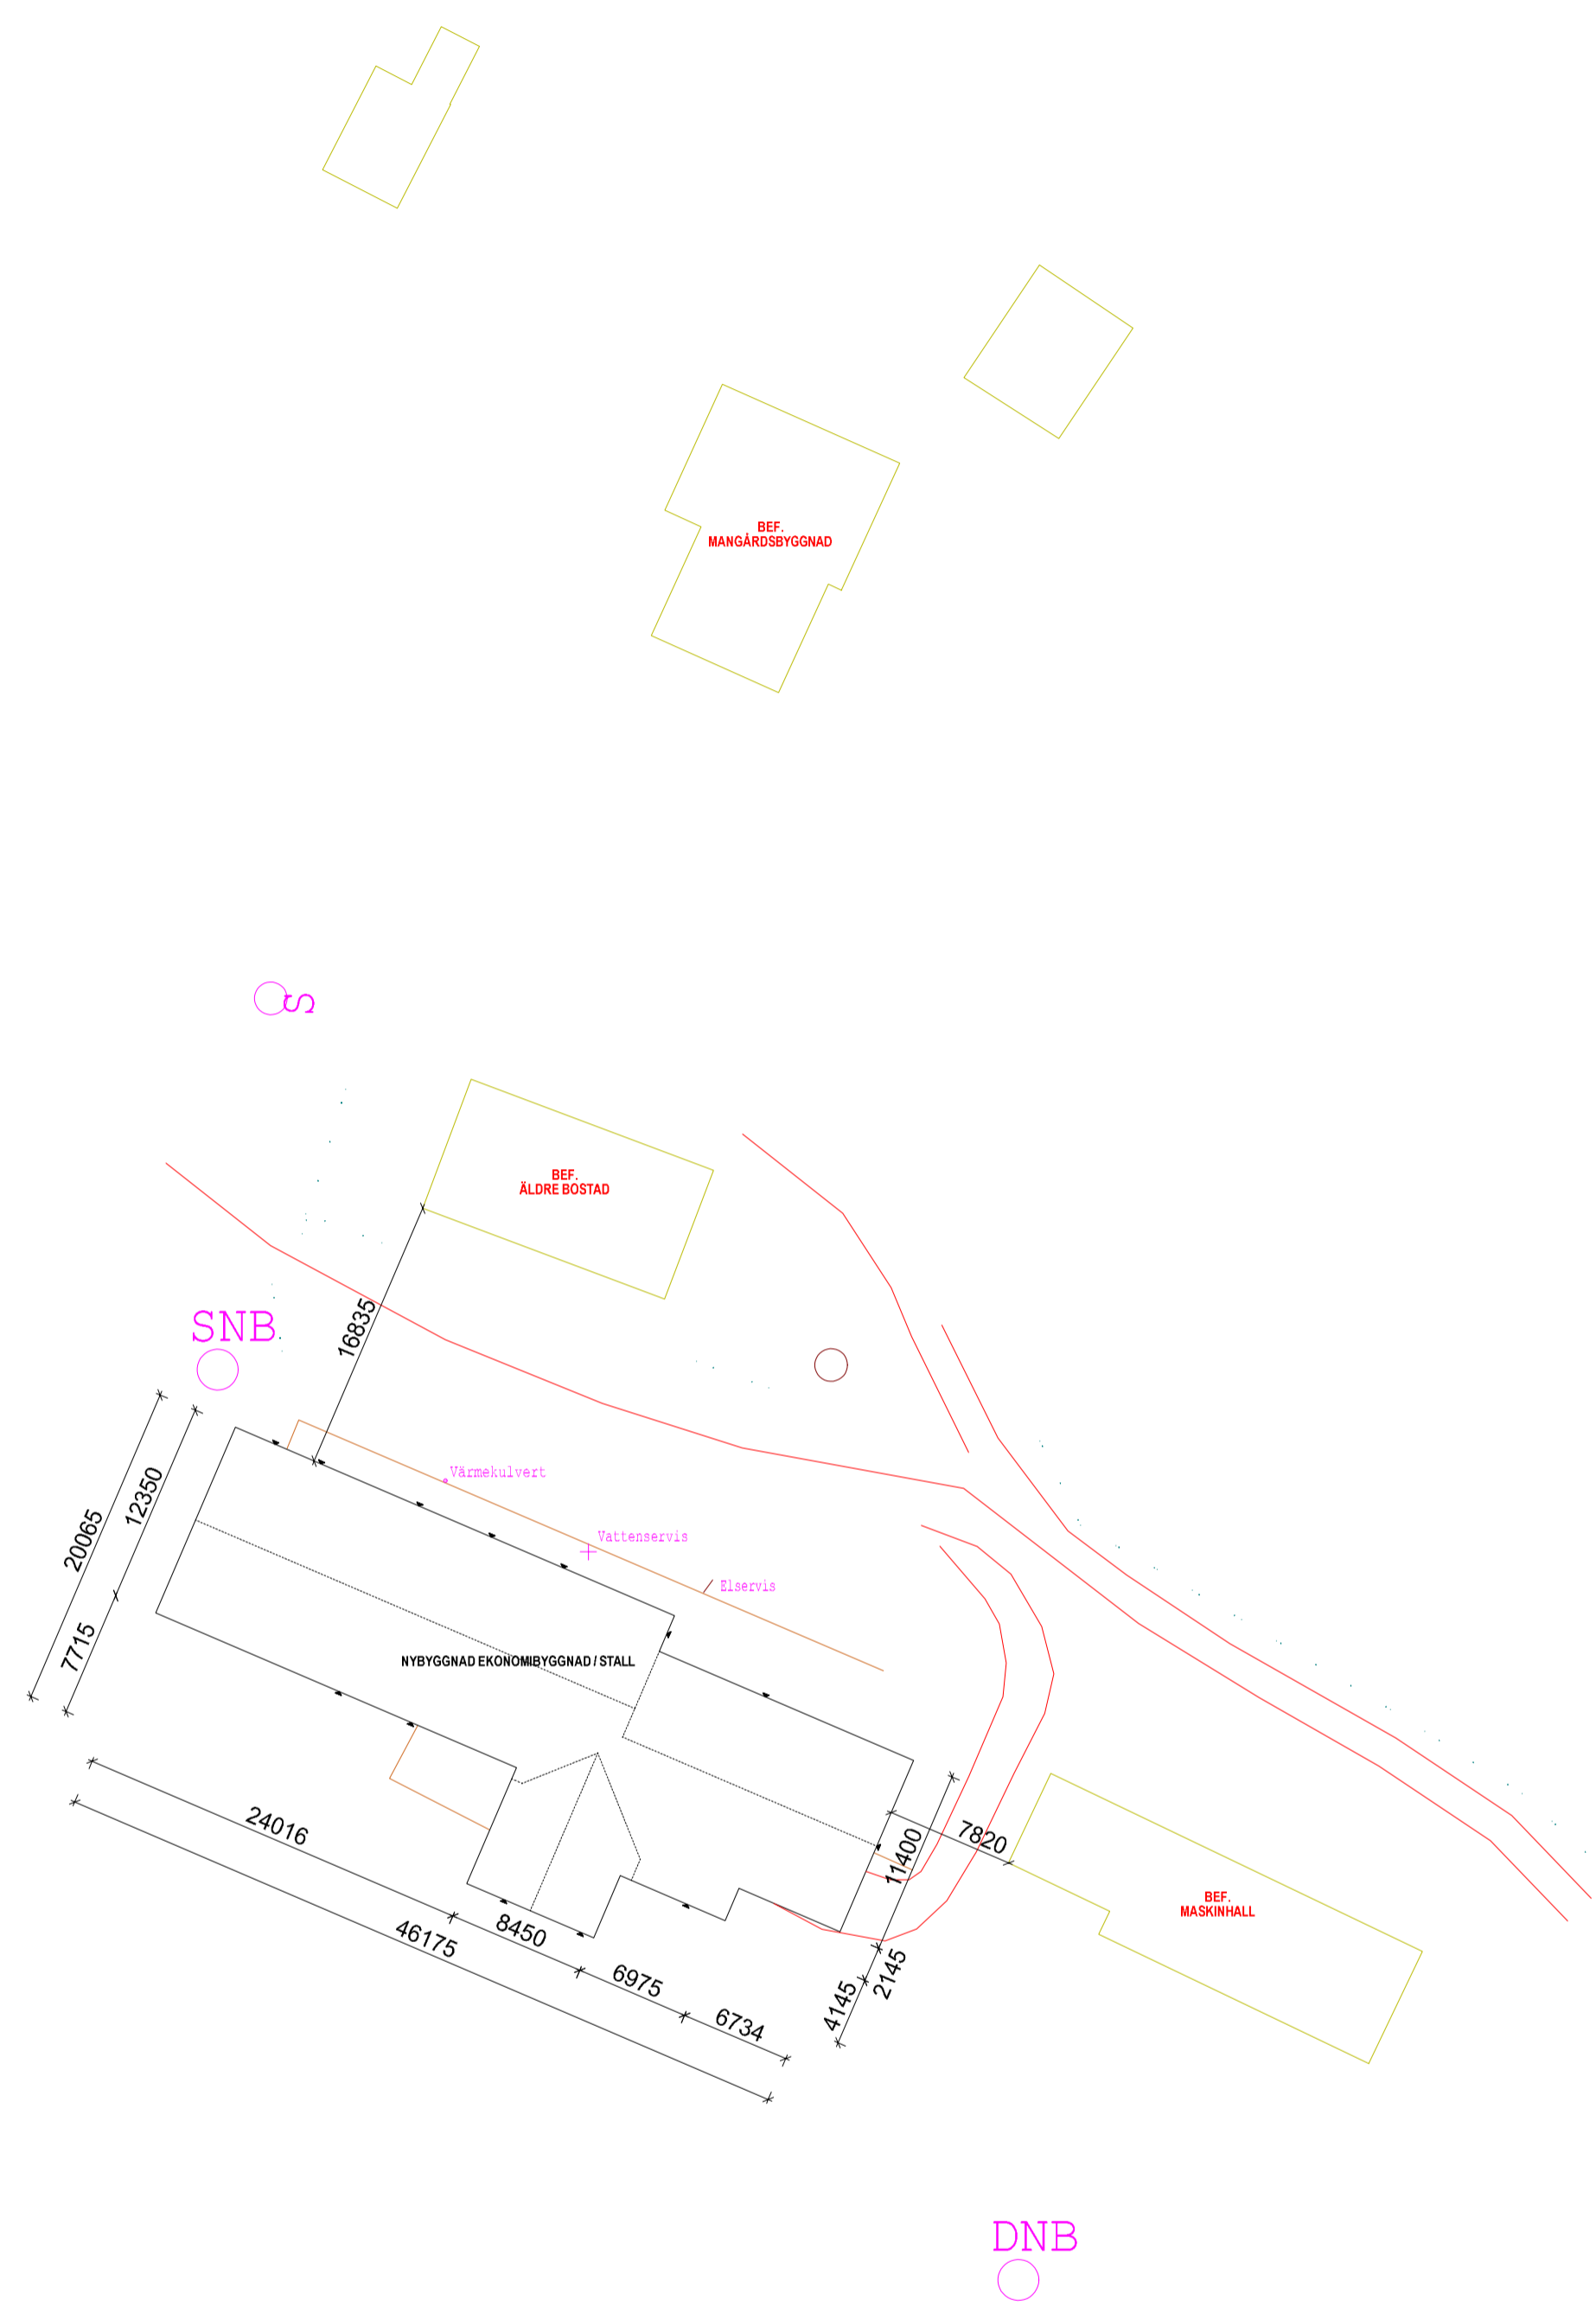 BEF.
MANGÅRDSBYGGNAD
S
BEF.
ÄLDRE BOSTAD
16835
SNB
Värmekulvert
Vattenservis
Elservis
12350
20065
7715
NYBYGGNAD EKONOMIBYGGNAD / STALL
24016
8450
46175
6975
6734
11400
7820
2145
4145
BEF.
MASKINHALL
DNB